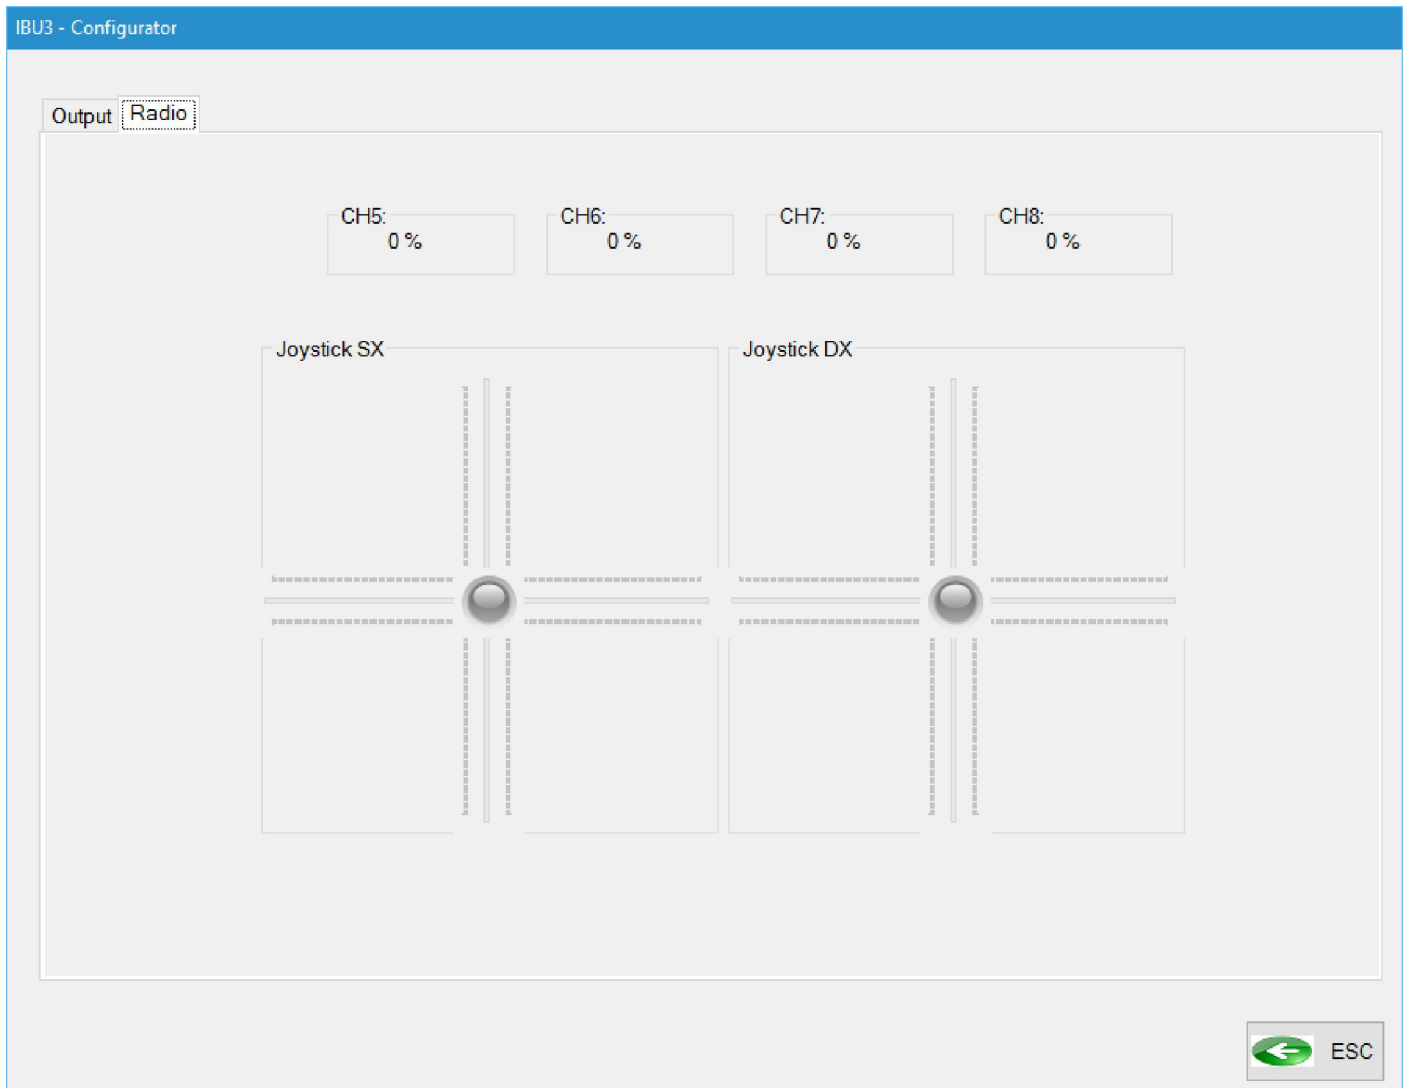 IBU3 - Configurator
Output Radio
CH5: CH6: CH7: CH8:
0 % 0 % 0 % 0 %
Joystick SX Joystick DX
ESC